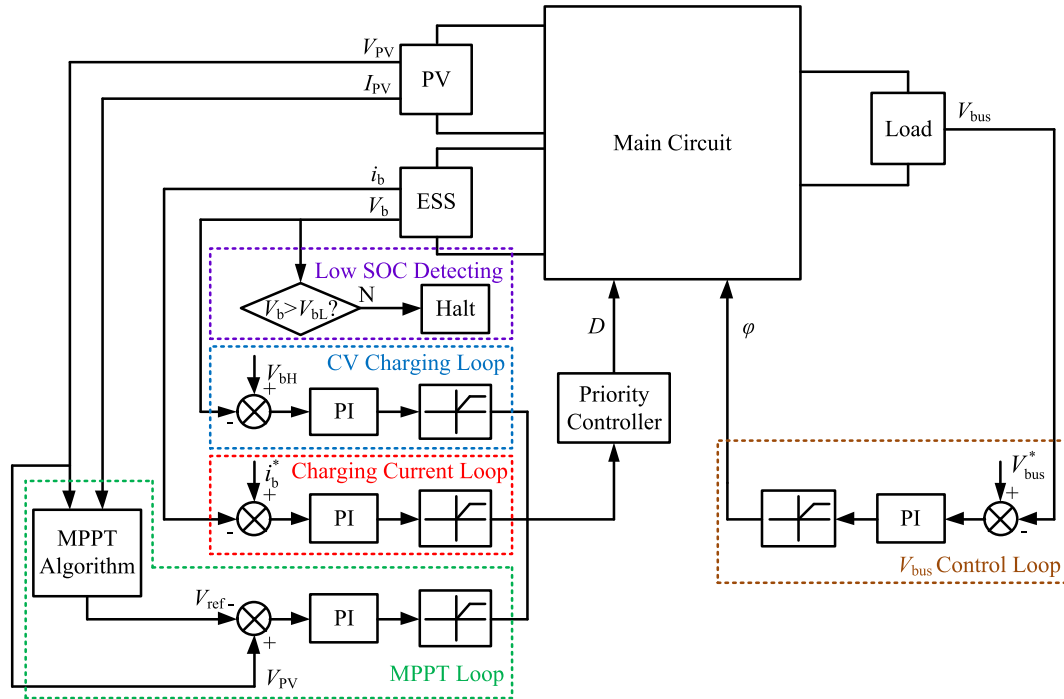 V_PV
I_PV
PV
Main Circuit
Load
V_bus
i_b
V_b
ESS
Low SOC Detecting
V_b>V_bL?
N
Halt
D
φ
CV Charging Loop
V_bH
+
-
PI
Priority
Controller
Charging Current Loop
i_b^*
+
-
PI
V_bus^*
+
-
PI
V_bus Control Loop
MPPT
Algorithm
V_ref
-
+
PI
V_PV
MPPT Loop